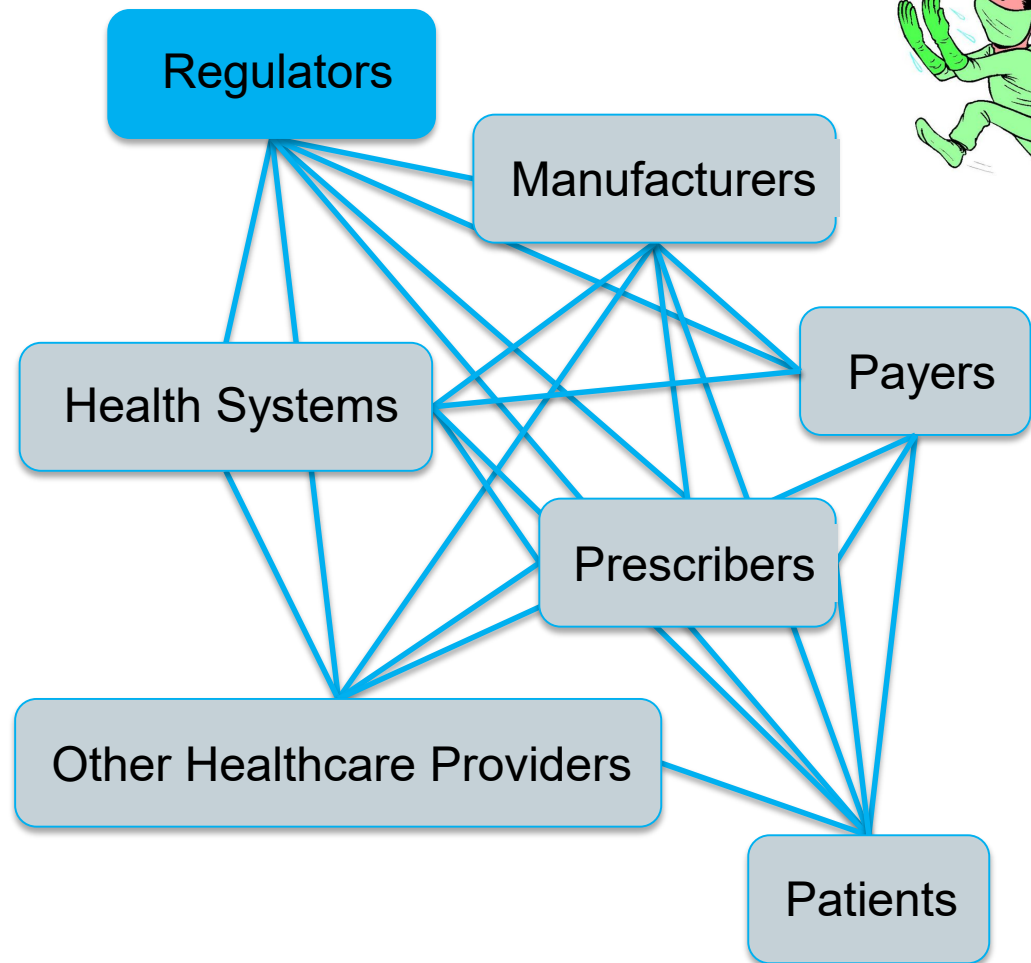 Regulators
Manufacturers
Payers
Health Systems
Prescribers
Other Healthcare Providers
Patients